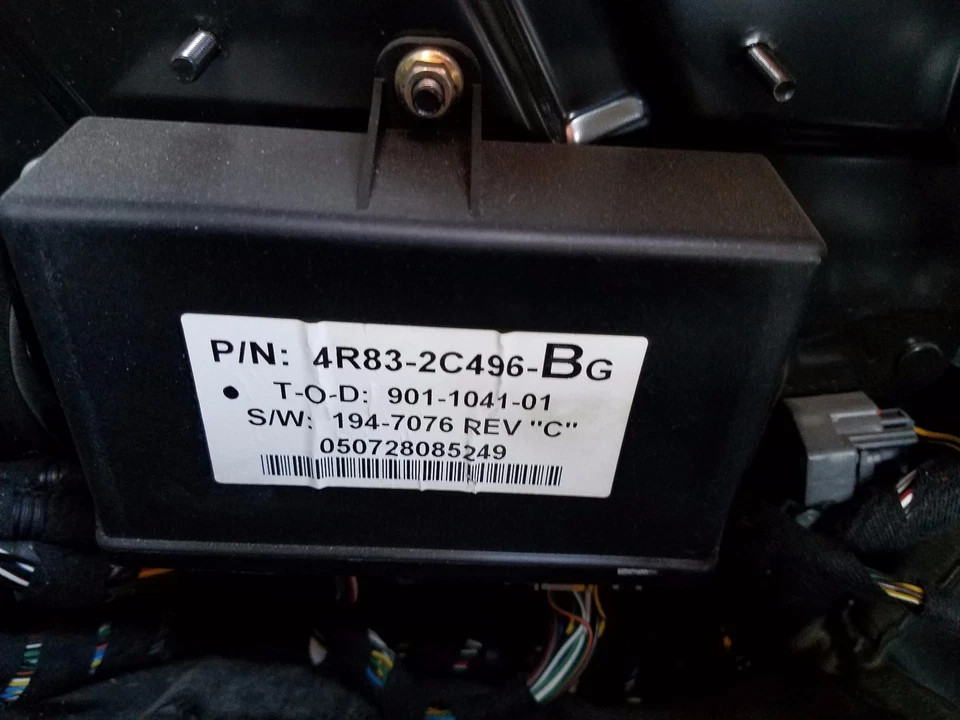 P/N: 4R83-2C496-BG
• T-O-D: 901-1041-01
S/W: 194-7076 REV "C"
050728085249